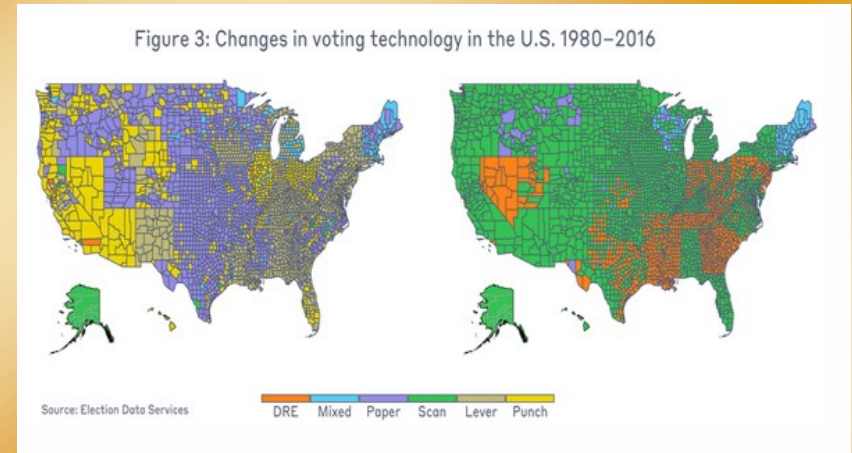 Figure 3: Changes in voting technology in the U.S. 1980–2016
Source: Election Data Services
DRE Mixed Paper Scan Lever Punch